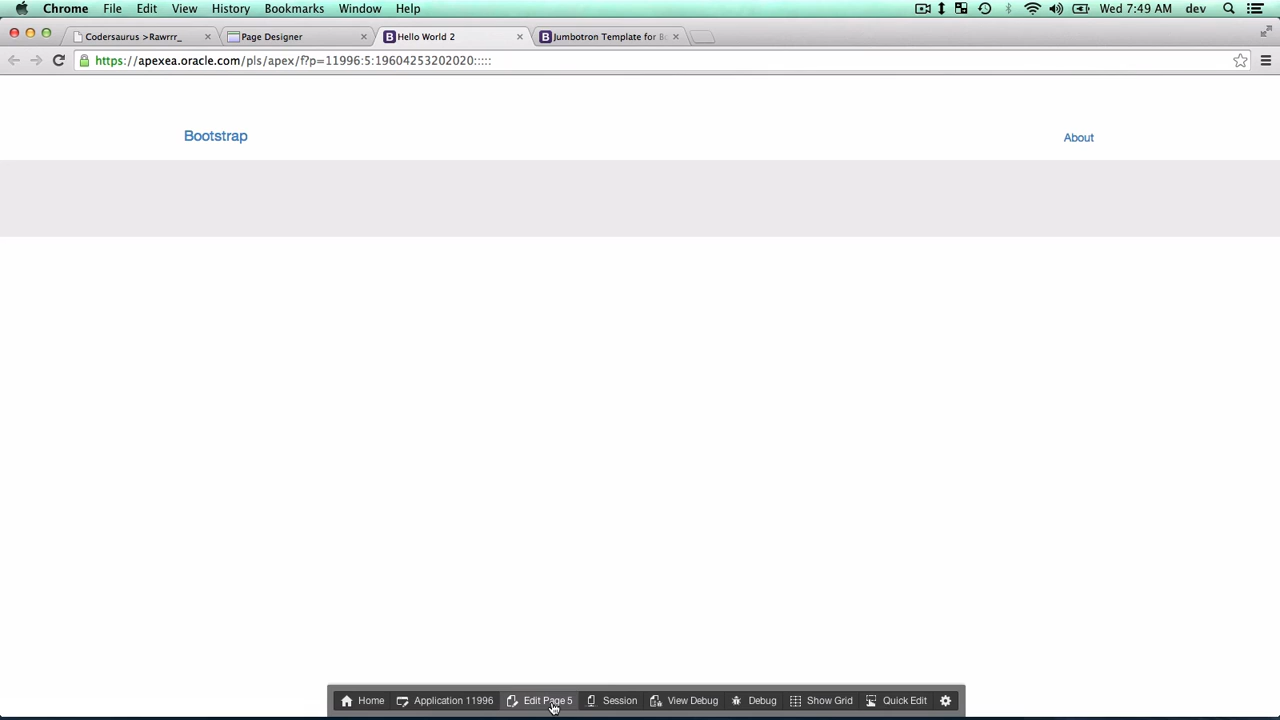 Chrome File Edit View History Bookmarks Window Help Wed 7:49 AM dev
Codersaurus >Rawrrr_ Page Designer Hello World 2 Jumbotron Template for Bo
https://apexea.oracle.com/pls/apex/f?p=11996:5:19604253202020:::::
Bootstrap About
Home Application 11996 Edit Page 5 Session View Debug Debug Show Grid Quick Edit